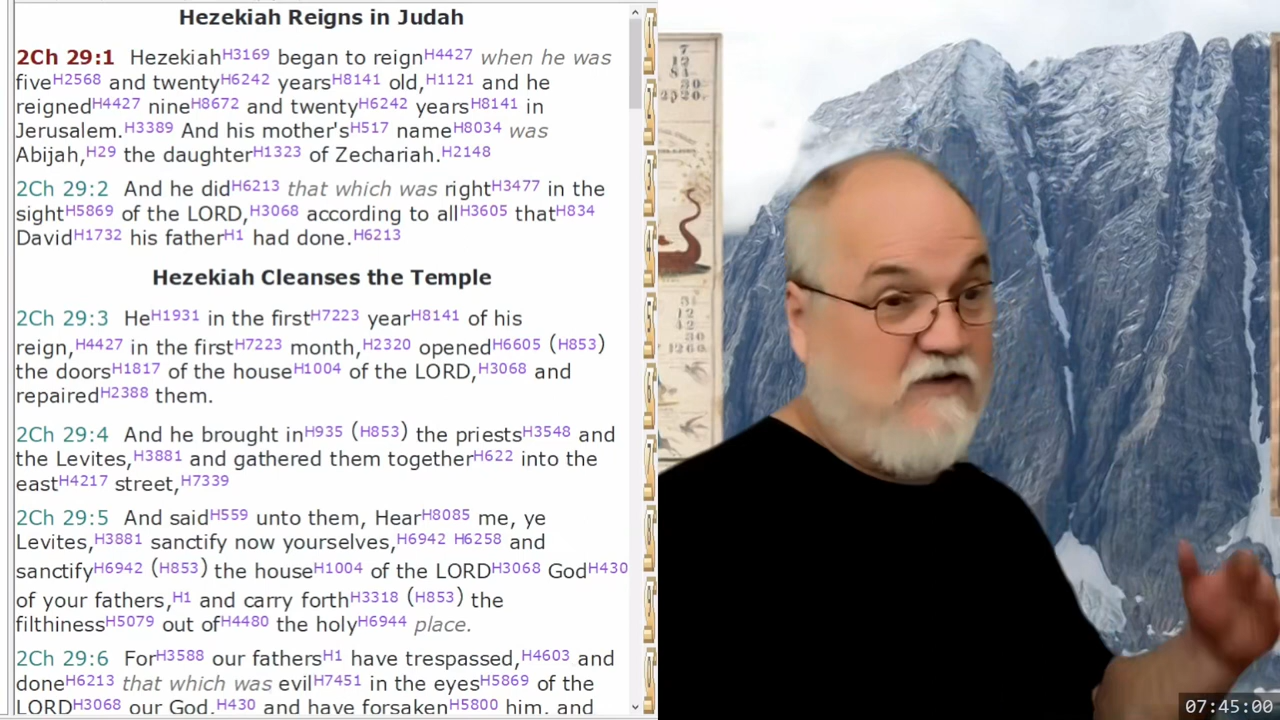 Hezekiah Reigns in Judah
2Ch 29:1 HezekiahH3169 began to reignH4427 when he was
fiveH2568 and twentyH6242 yearsH8141 old,H1121 and he
reignedH4427 nineH8672 and twentyH6242 yearsH8141 in
Jerusalem.H3389 And his mother'sH517 nameH8034 was
Abijah,H29 the daughterH1323 of Zechariah.H2148
2Ch 29:2 And he didH6213 that which was rightH3477 in the
sightH5869 of the LORD,H3068 according to allH3605 thatH834
DavidH1732 his fatherH1 had done.H6213
Hezekiah Cleanses the Temple
2Ch 29:3 HeH1931 in the firstH7223 yearH8141 of his
reign,H4427 in the firstH7223 month,H2320 openedH6605 (H853)
the doorsH1817 of the houseH1004 of the LORD,H3068 and
repairedH2388 them.
2Ch 29:4 And he brought inH935 (H853) the priestsH3548 and
the Levites,H3881 and gathered them togetherH622 into the
eastH4217 street,H7339
2Ch 29:5 And saidH559 unto them, HearH8085 me, ye
Levites,H3881 sanctify now yourselves,H6942 H6258 and
sanctifyH6942 (H853) the houseH1004 of the LORDH3068 GodH430
of your fathers,H1 and carry forthH3318 (H853) the
filthinessH5079 out ofH4480 the holyH6944 place.
2Ch 29:6 ForH3588 our fathersH1 have trespassed,H4603 and
doneH6213 that which was evilH7451 in the eyesH5869 of the
LORDH3068 our God,H430 and have forsakenH5800 him, and
7
12
84
30
2520.
12
42
30
1260
07:45:00